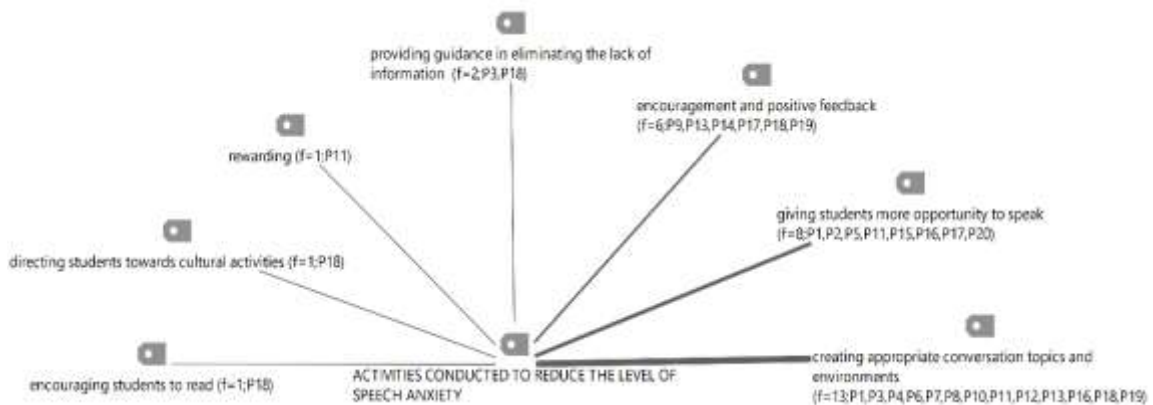 providing guidance in eliminating the lack of
information (f=2;P3,P18)
encouragement and positive feedback
(f=6;P9,P13,P14,P17,P18,P19)
rewarding (f=1;P11)
giving students more opportunity to speak
(f=8;P1,P2,P5,P11,P15,P16,P17,P20)
directing students towards cultural activities (f=1;P18)
creating appropriate conversation topics and
environments
(f=13;P1,P3,P4,P6,P7,P8,P10,P11,P12,P13,P16,P18,P19)
encouraging students to read (f=1;P18)
ACTIVITIES CONDUCTED TO REDUCE THE LEVEL OF
SPEECH ANXIETY